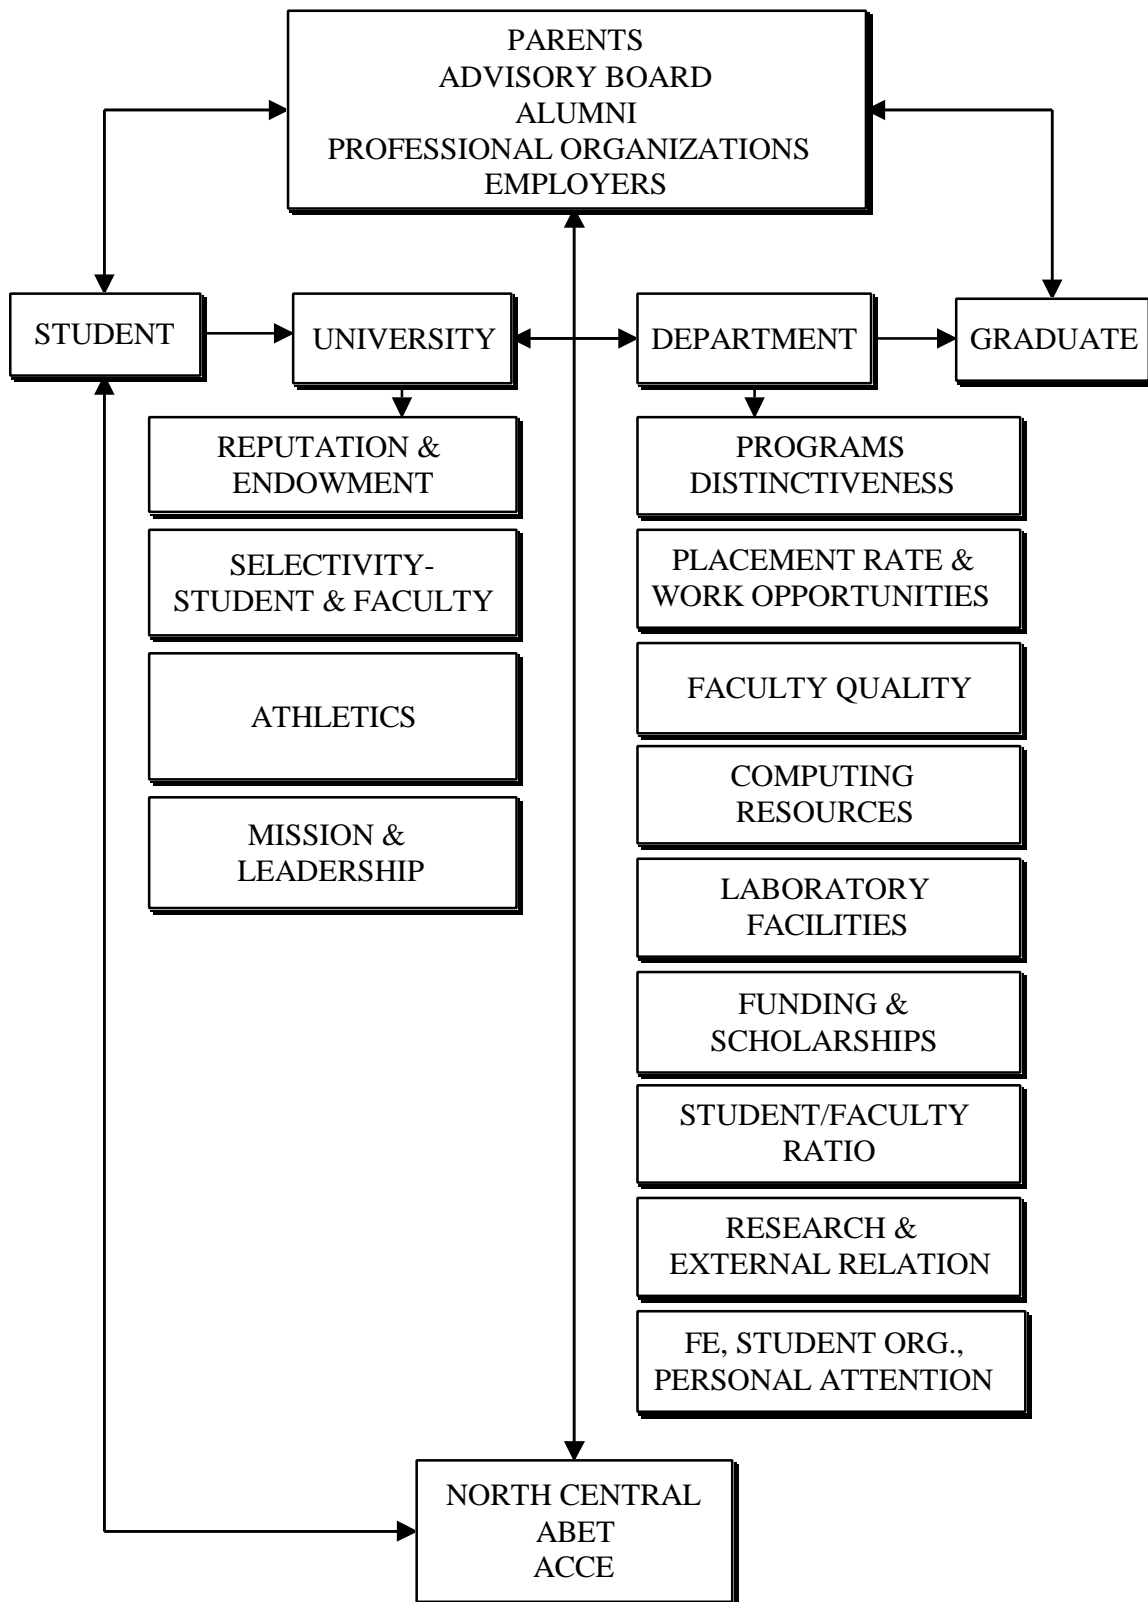 PARENTS
ADVISORY BOARD
ALUMNI
PROFESSIONAL ORGANIZATIONS
EMPLOYERS
STUDENT
UNIVERSITY
DEPARTMENT
GRADUATE
REPUTATION &
ENDOWMENT
SELECTIVITY-
STUDENT & FACULTY
ATHLETICS
MISSION &
LEADERSHIP
PROGRAMS
DISTINCTIVENESS
PLACEMENT RATE &
WORK OPPORTUNITIES
FACULTY QUALITY
COMPUTING
RESOURCES
LABORATORY
FACILITIES
FUNDING &
SCHOLARSHIPS
STUDENT/FACULTY
RATIO
RESEARCH &
EXTERNAL RELATION
FE, STUDENT ORG.,
PERSONAL ATTENTION
NORTH CENTRAL
ABET
ACCE